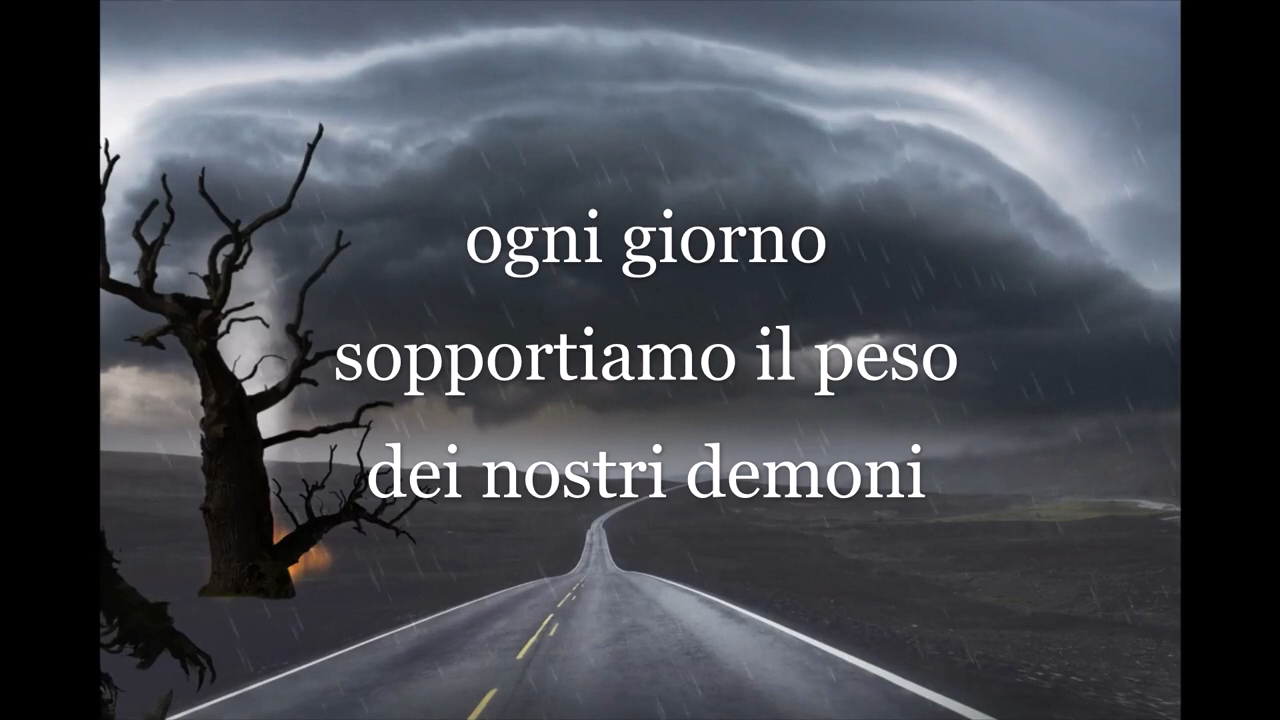 ogni giorno
sopportiamo il peso
dei nostri demoni